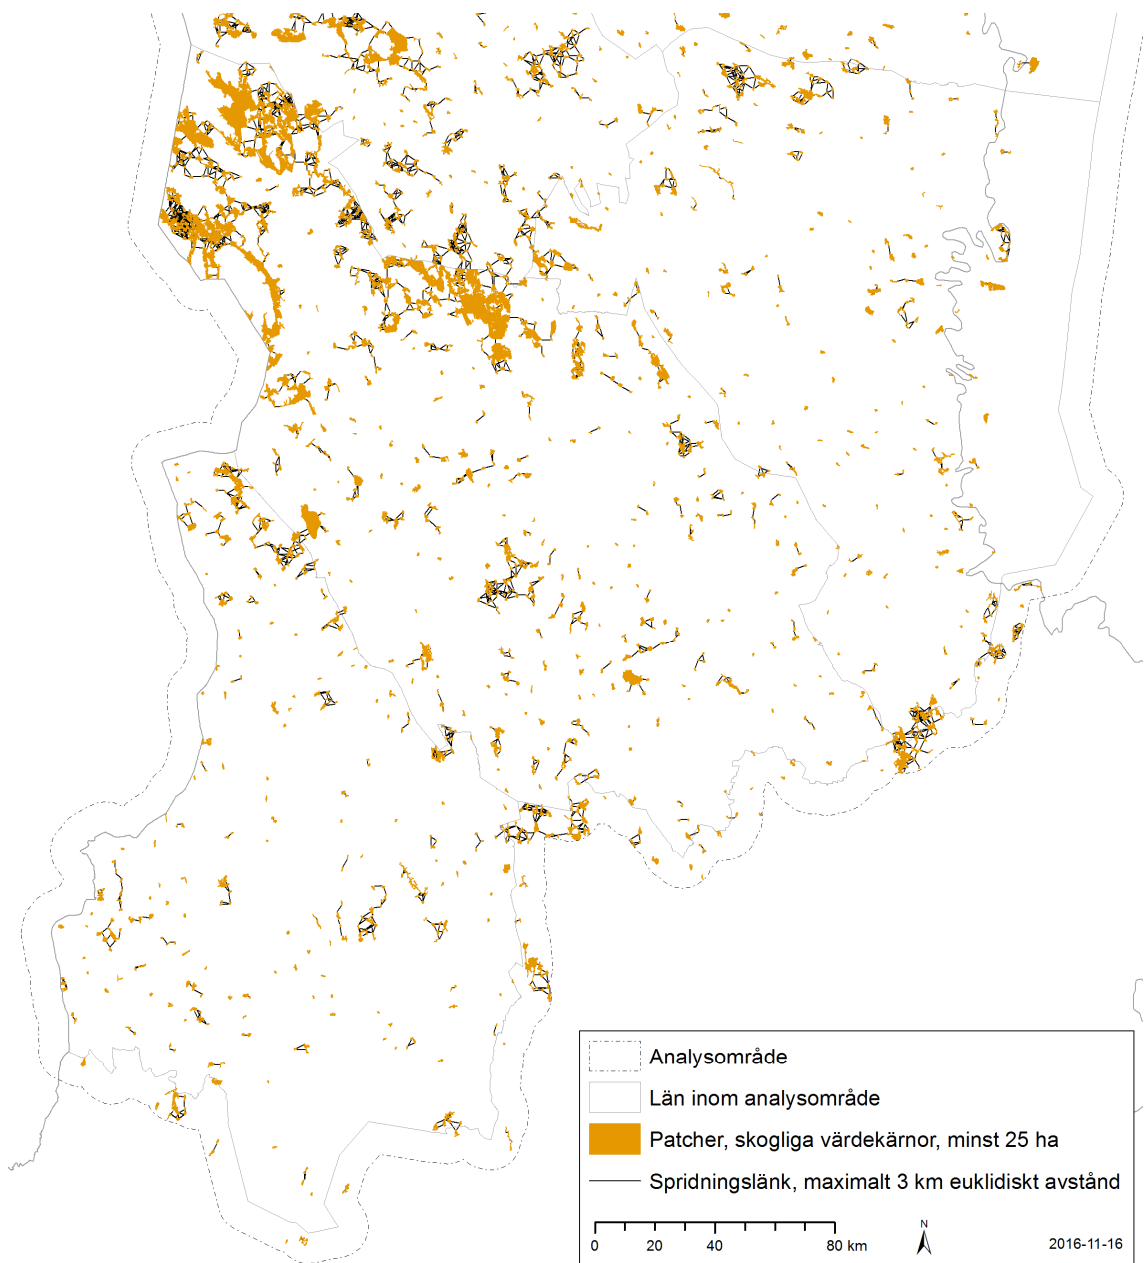 Analysområde
Län inom analysområde
Patcher, skogliga värdekärnor, minst 25 ha
Spridningslänk, maximalt 3 km euklidiskt avstånd
0 20 40 80 km
N
2016-11-16